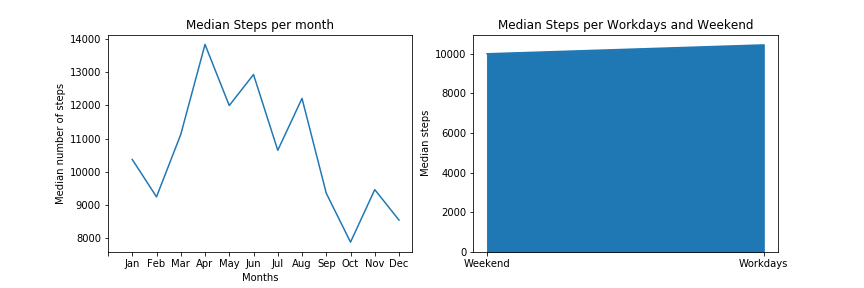 Median Steps per month
Median number of steps
14000
13000
12000
11000
10000
9000
8000
Jan Feb Mar Apr May Jun Jul Aug Sep Oct Nov Dec
Months
Median Steps per Workdays and Weekend
Median steps
10000
8000
6000
4000
2000
0
Weekend Workdays